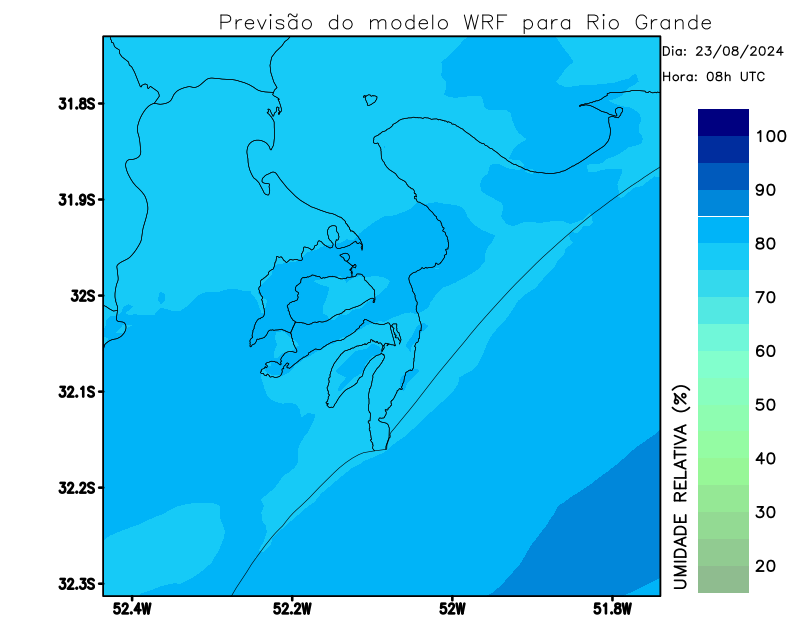 Previsão do modelo WRF para Rio Grande
Dia: 23/08/2024
Hora: 08h UTC
31.8S
31.9S
32S
32.1S
32.2S
32.3S
52.4W
52.2W
52W
51.8W
100
90
80
70
60
50
40
30
20
UMIDADE RELATIVA (%)